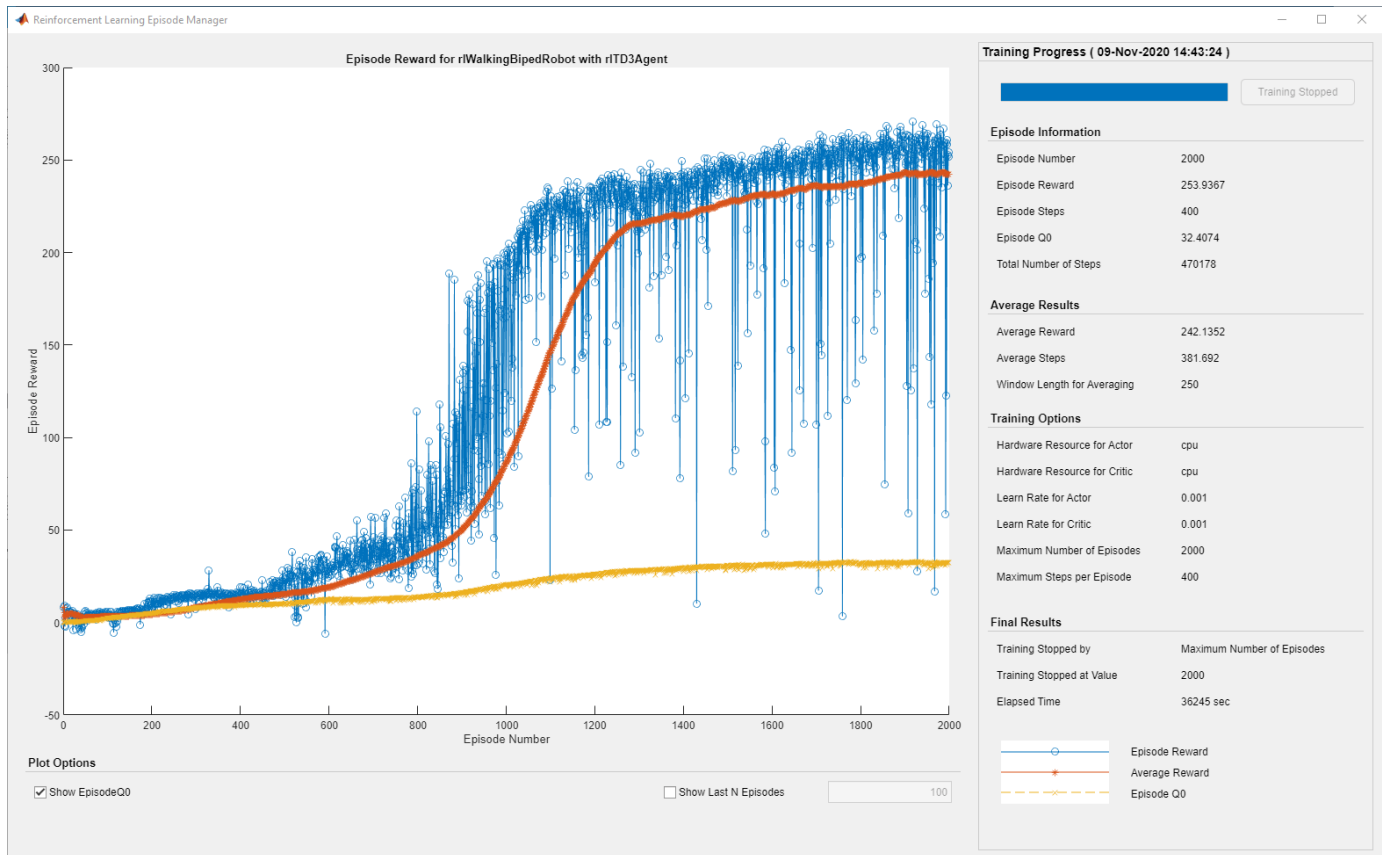 Reinforcement Learning Episode Manager
Episode Reward for rlWalkingBipedRobot with rlTD3Agent
300
250
200
150
100
50
0
-50
Episode Reward
0 200 400 600 800 1000 1200 1400 1600 1800 2000
Episode Number
Plot Options
Show EpisodeQ0
Show Last N Episodes 100
Training Progress ( 09-Nov-2020 14:43:24 )
Training Stopped
Episode Information
Episode Number 2000
Episode Reward 253.9367
Episode Steps 400
Episode Q0 32.4074
Total Number of Steps 470178
Average Results
Average Reward 242.1352
Average Steps 381.692
Window Length for Averaging 250
Training Options
Hardware Resource for Actor cpu
Hardware Resource for Critic cpu
Learn Rate for Actor 0.001
Learn Rate for Critic 0.001
Maximum Number of Episodes 2000
Maximum Steps per Episode 400
Final Results
Training Stopped by Maximum Number of Episodes
Training Stopped at Value 2000
Elapsed Time 36245 sec
Episode Reward
Average Reward
Episode Q0